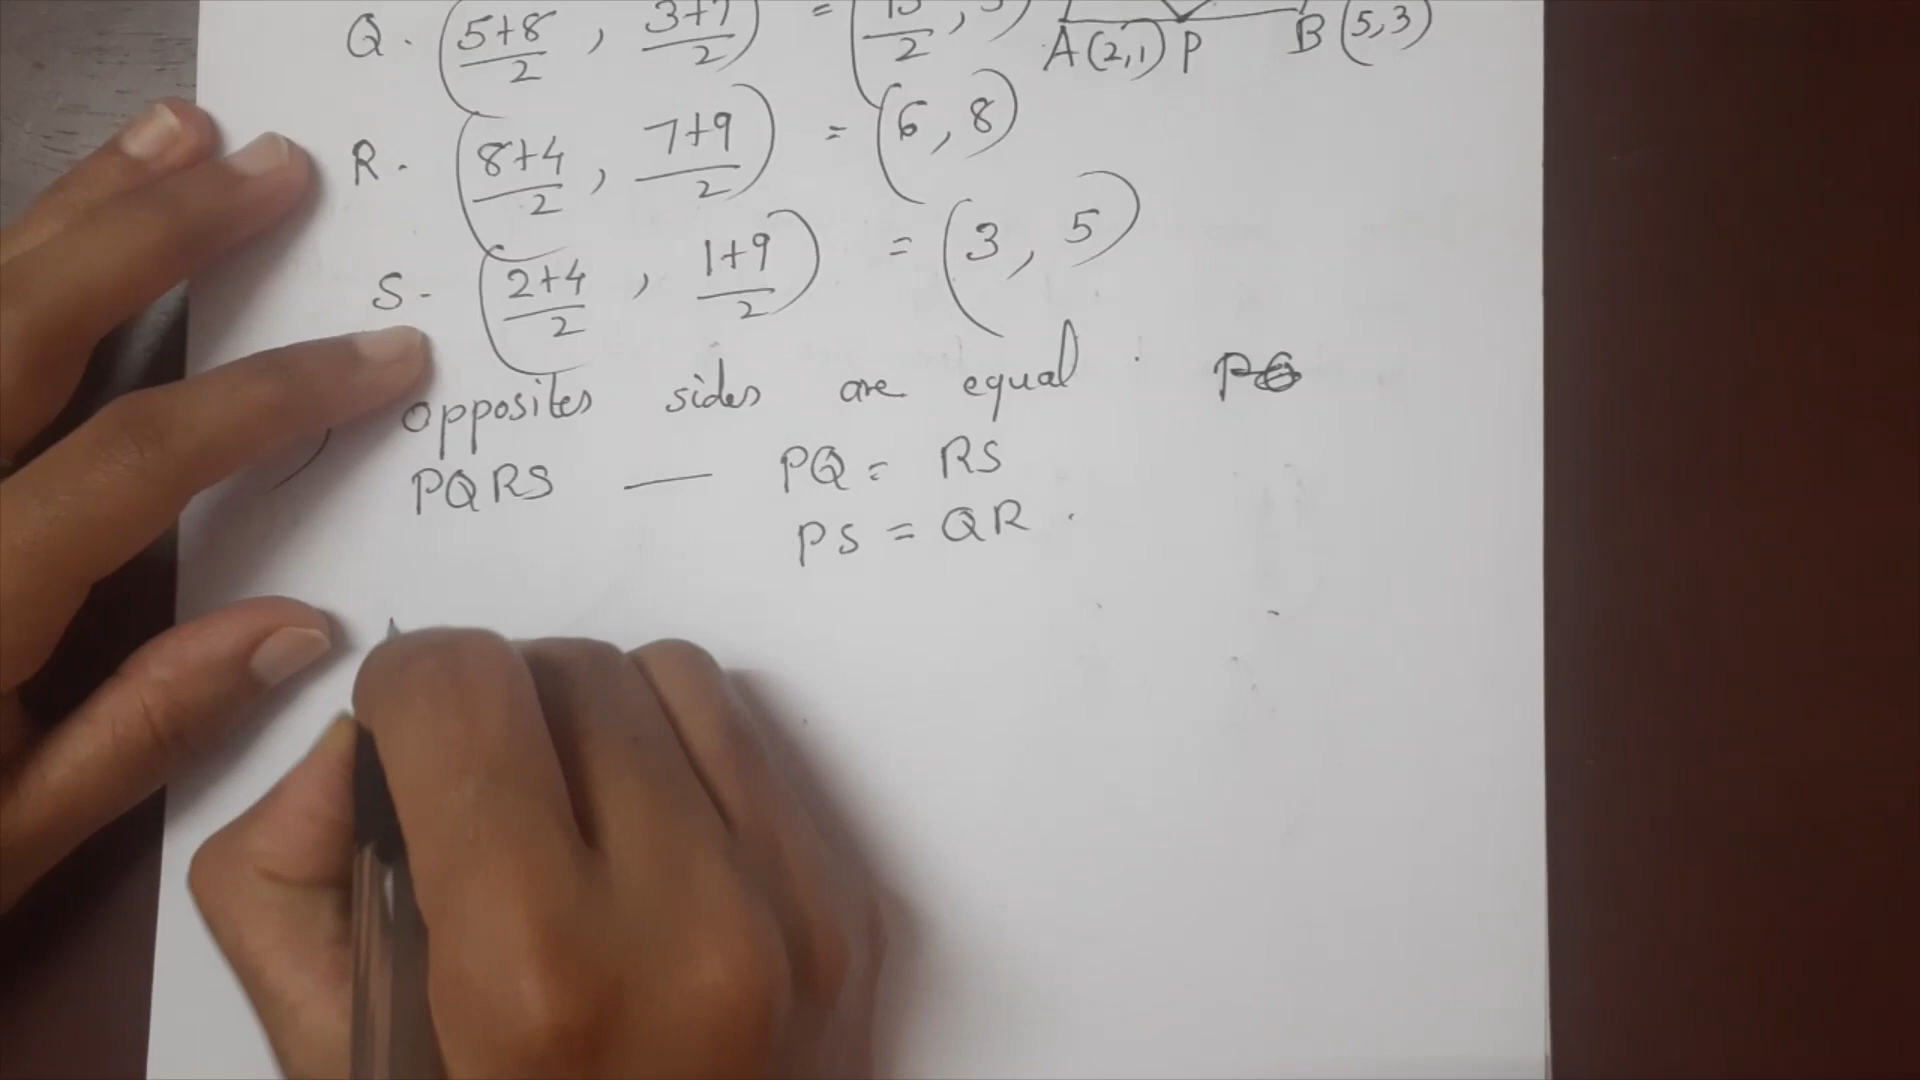 Q. (5+8/2, 3+7/2) = (13/2, 5)
A(2,1) P B(5,3)
R. (8+4/2, 7+9/2) = (6, 8)
S- (2+4/2, 1+9/2) = (3, 5)
opposites sides are equal.
PQRS — PQ = RS
PS = QR.